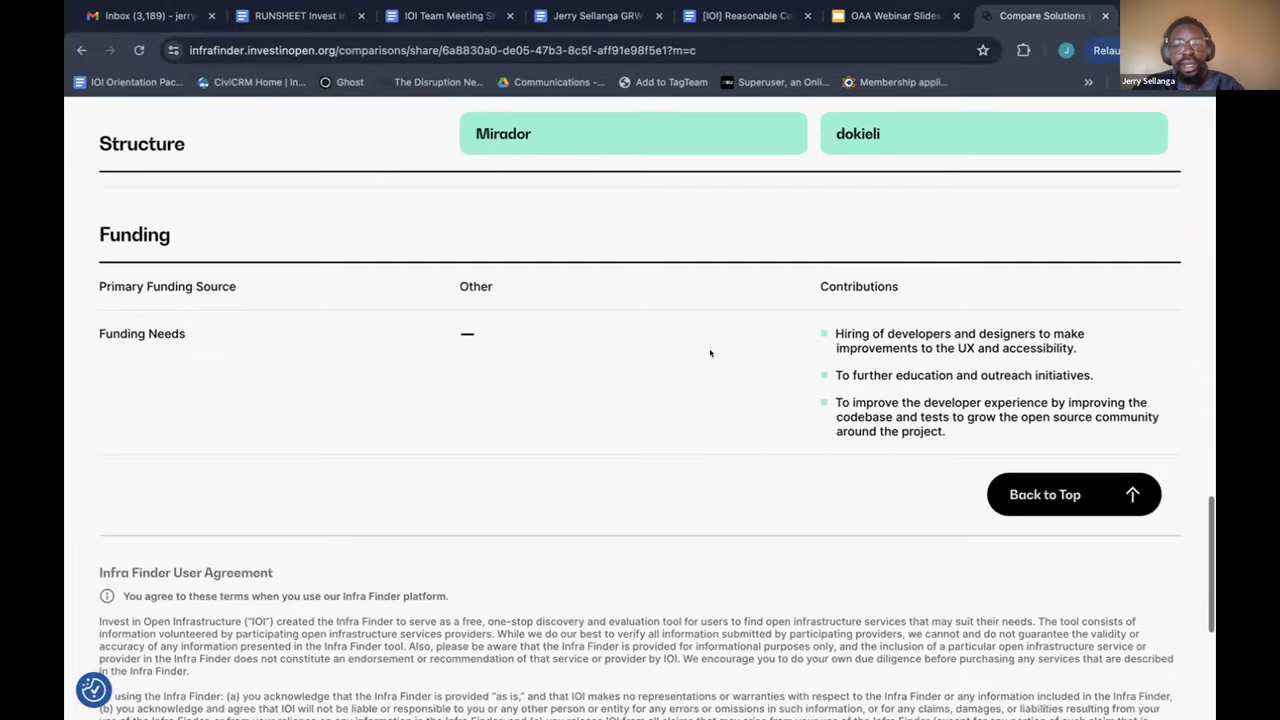 Inbox (3,189) - jerry
RUNSHEET Invest in
IOI Team Meeting S
Jerry Sellanga GRW
[IOI] Reasonable Co
OAA Webinar Slides
Compare Solutions
infrafinder.investinopen.org/comparisons/share/6a8830a0-de05-47b3-8c5f-aff91e98f5e1?m=c
J
Relau
IOI Orientation Pac...
CiviCRM Home | In...
Ghost
The Disruption Ne...
Communications -...
Add to TagTeam
Superuser, an Onli...
Membership appli...
»
Jerry Sellanga
Structure
Mirador
dokieli
Funding
Primary Funding Source
Other
Contributions
Funding Needs
—
Hiring of developers and designers to make
improvements to the UX and accessibility.
To further education and outreach initiatives.
To improve the developer experience by improving the
codebase and tests to grow the open source community
around the project.
Back to Top
Infra Finder User Agreement
You agree to these terms when you use our Infra Finder platform.
Invest in Open Infrastructure ("IOI") created the Infra Finder to serve as a free, one-stop discovery and evaluation tool for users to find open infrastructure services that may suit their needs. The tool consists of
information volunteered by participating open infrastructure services providers. While we do our best to verify all information submitted by participating providers, we cannot and do not guarantee the validity or
accuracy of any information presented in the Infra Finder tool. Also, please be aware that the Infra Finder is provided for informational purposes only, and the inclusion of a particular open infrastructure service or
provider in the Infra Finder does not constitute an endorsement or recommendation of that service or provider by IOI. We encourage you to do your own due diligence before purchasing any services that are described
in the Infra Finder.
using the Infra Finder: (a) you acknowledge that the Infra Finder is provided "as is," and that IOI makes no representations or warranties with respect to the Infra Finder or any information included in the Infra Finder,
(b) you acknowledge and agree that IOI will not be liable or responsible to you or any other person or entity for any errors or omissions in such information, or for any claims, damages, or liabilities resulting from your